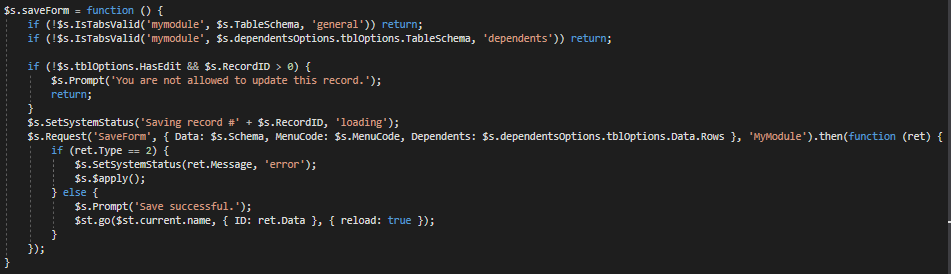 $s.saveForm = function () {
if (!$s.IsTabsValid('mymodule', $s.TableSchema, 'general')) return;
if (!$s.IsTabsValid('mymodule', $s.dependentsOptions.tblOptions.TableSchema, 'dependents')) return;
if (!$s.tblOptions.HasEdit && $s.RecordID > 0) {
$s.Prompt('You are not allowed to update this record.');
return;
}
$s.SetSystemStatus('Saving record #' + $s.RecordID, 'loading');
$s.Request('SaveForm', { Data: $s.Schema, MenuCode: $s.MenuCode, Dependents: $s.dependentsOptions.tblOptions.Data.Rows }, 'MyModule').then(function (ret) {
if (ret.Type == 2) {
$s.SetSystemStatus(ret.Message, 'error');
$s.$apply();
} else {
$s.Prompt('Save successful.');
$st.go($st.current.name, { ID: ret.Data }, { reload: true });
}
});
}